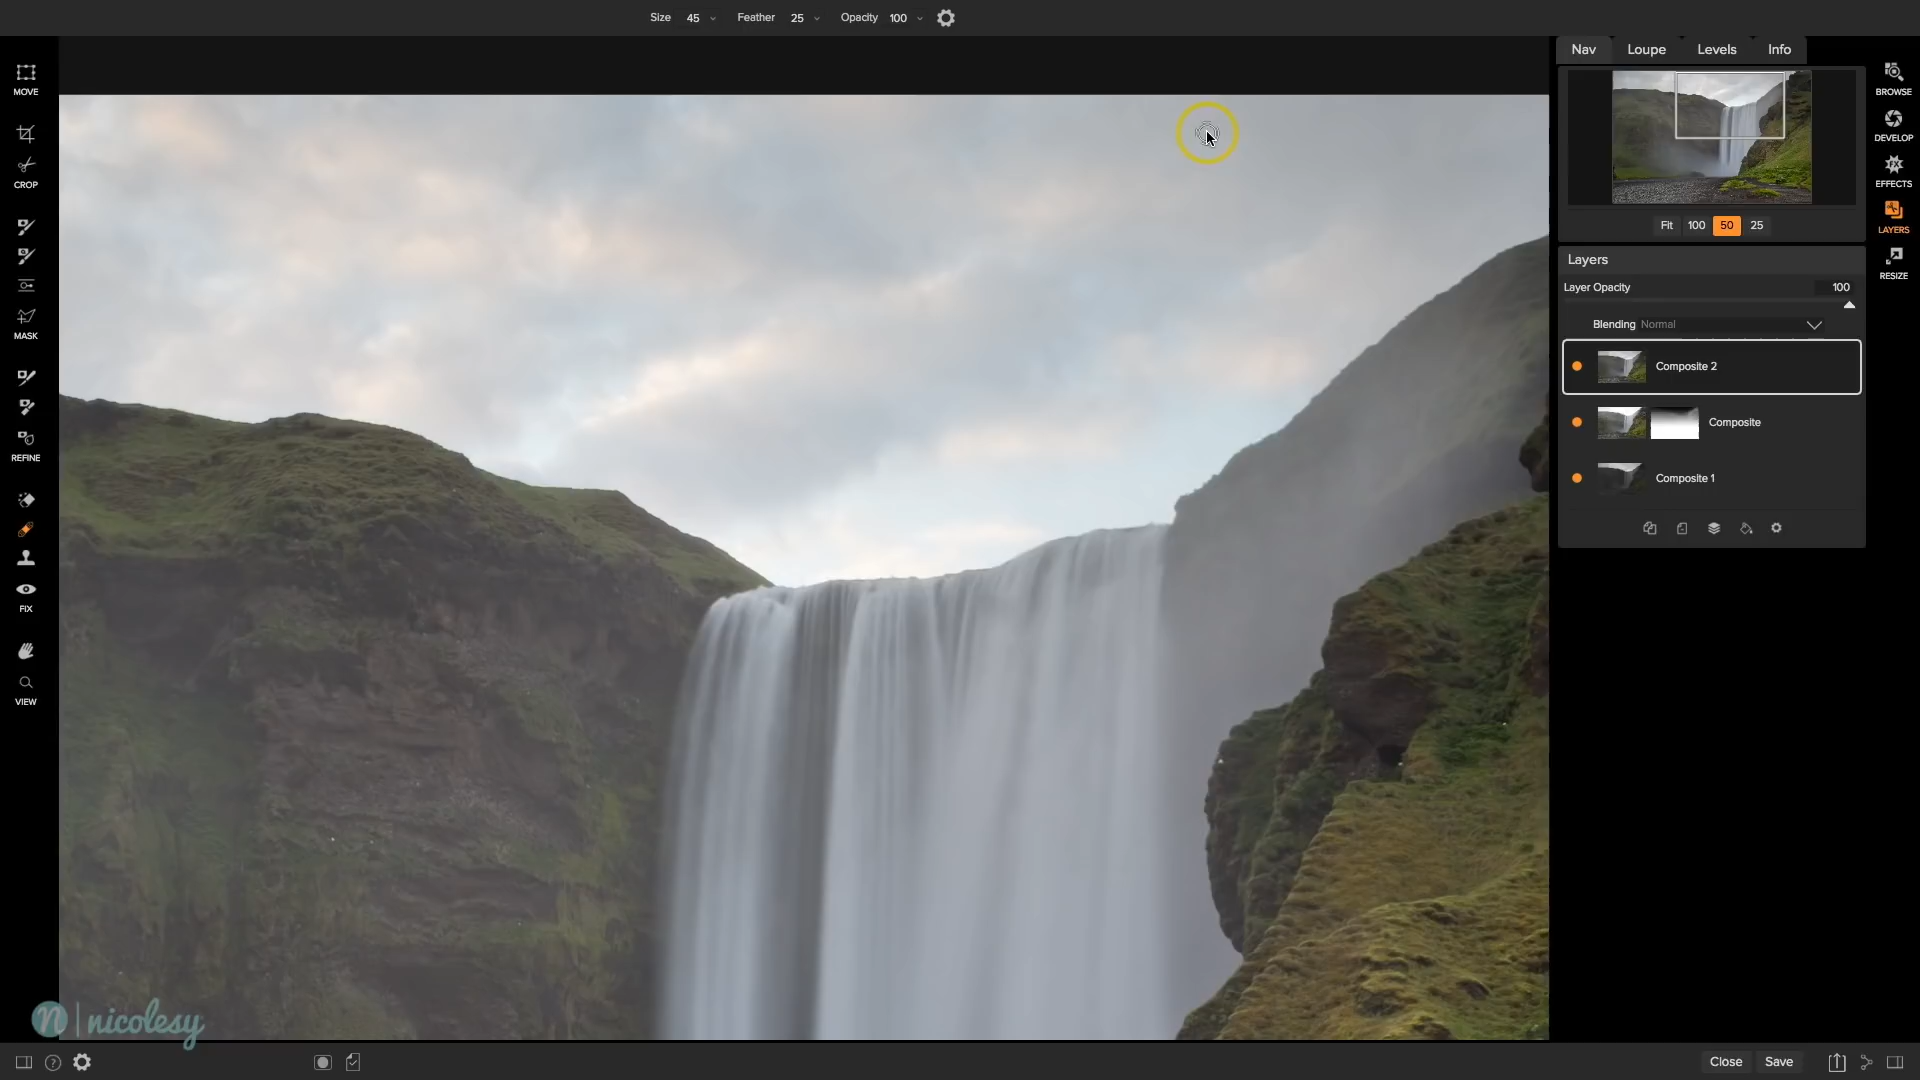 Size 45 Feather 25 Opacity 100
MOVE
CROP
MASK
REFINE
FIX
VIEW
Nav Loupe Levels Info
Fit 100 50 25
Layers
Layer Opacity 100
Blending Normal
Composite 2
Composite
Composite 1
BROWSE
DEVELOP
FX
EFFECTS
LAYERS
RESIZE
n | nicolesy
?
Close Save